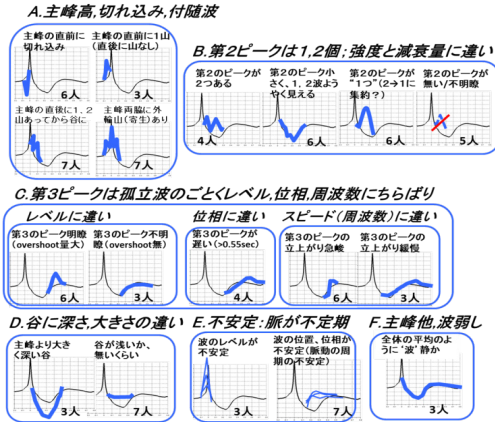 A.主峰高,切れ込み,付随波
主峰の直前に
切れ込み
6人
主峰の直前に1山
(直後に山なし)
3人
主峰の直後に1,2
山あってから谷に
7人
主峰両脇に外
輪山(寄生)あり
7人
B.第2ピークは1,2個;強度と減衰量に違い
第2のピークが
2つある
4人
第2のピーク小
さく、1,2波よう
やく見える
6人
第2のピークが
“1つ”(2→1に
集約?)
6人
第2のピークが
無い/不明瞭
5人
C.第3ピークは孤立波のごとくレベル,位相,周波数にちらばり
レベルに違い
第3のピーク明瞭
(overshoot量大)
6人
第3のピーク不明
瞭(overshoot無)
3人
位相に違い
第3のピークが
遅い(>0.55sec)
4人
スピード(周波数)に違い
第3のピークの
立上がり急峻
6人
第3のピークの
立上がり緩慢
3人
D.谷に深さ,大きさの違い
主峰より大き
く深い谷
3人
谷が浅いか、
無いくらい
7人
E.不安定:脈が不定期
波のレベルが
不安定
3人
波の位置、位相が
不安定(脈動の周
期の不安定)
7人
F.主峰他,波弱し
全体の平均のよ
うに‘波’静か
3人